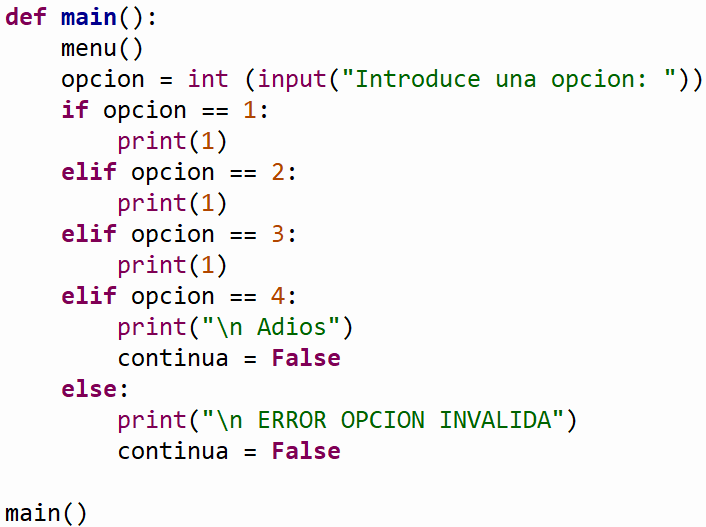 def main():
    menu()
    opcion = int (input("Introduce una opcion: "))
    if opcion == 1:
        print(1)
    elif opcion == 2:
        print(1)
    elif opcion == 3:
        print(1)
    elif opcion == 4:
        print("\n Adios")
        continua = False
    else:
        print("\n ERROR OPCION INVALIDA")
        continua = False

main()